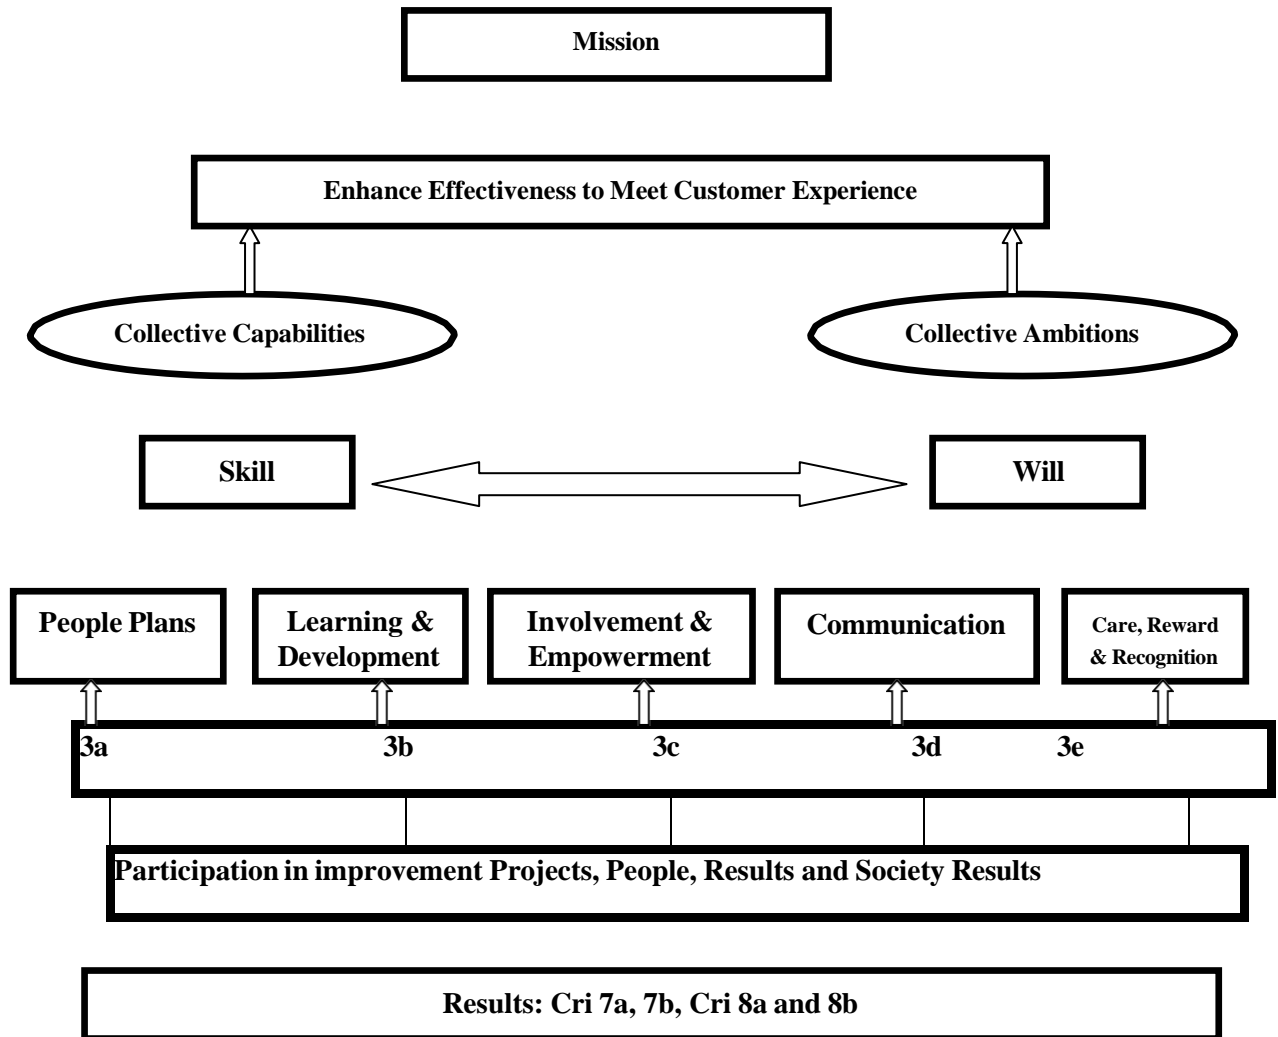 Mission
Enhance Effectiveness to Meet Customer Experience
Collective Capabilities
Collective Ambitions
Skill
Will
People Plans
Learning &
Development
Involvement &
Empowerment
Communication
Care, Reward
& Recognition
3a
3b
3c
3d
3e
Participation in improvement Projects, People, Results and Society Results
Results: Cri 7a, 7b, Cri 8a and 8b